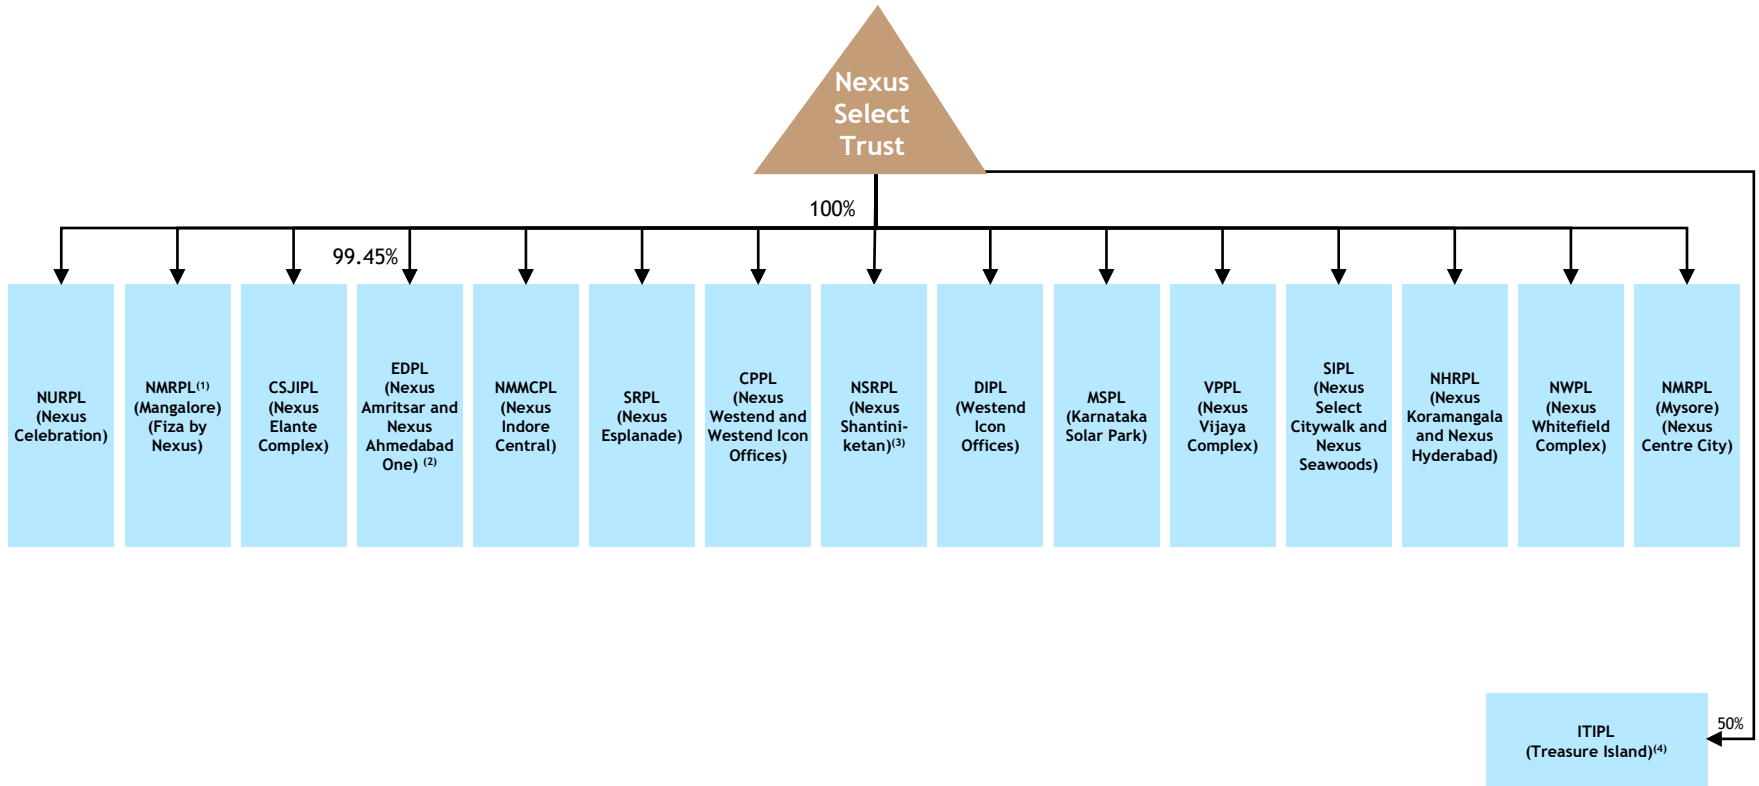 Nexus
Select
Trust
100%
99.45%
NURPL
(Nexus
Celebration)
NMRPL(1)
(Mangalore)
(Fiza by
Nexus)
CSJIPL
(Nexus
Elante
Complex)
EDPL
(Nexus
Amritsar and
Nexus
Ahmedabad
One) (2)
NMMCPL
(Nexus
Indore
Central)
SRPL
(Nexus
Esplanade)
CPPL
(Nexus
Westend and
Westend Icon
Offices)
NSRPL
(Nexus
Shantini-
ketan)(3)
DIPL
(Westend
Icon
Offices)
MSPL
(Karnataka
Solar Park)
VPPL
(Nexus
Vijaya
Complex)
SIPL
(Nexus
Select
Citywalk and
Nexus
Seawoods)
NHRPL
(Nexus
Koramangala
and Nexus
Hyderabad)
NWPL
(Nexus
Whitefield
Complex)
NMRPL
(Mysore)
(Nexus
Centre City)
50%
ITIPL
(Treasure Island)(4)